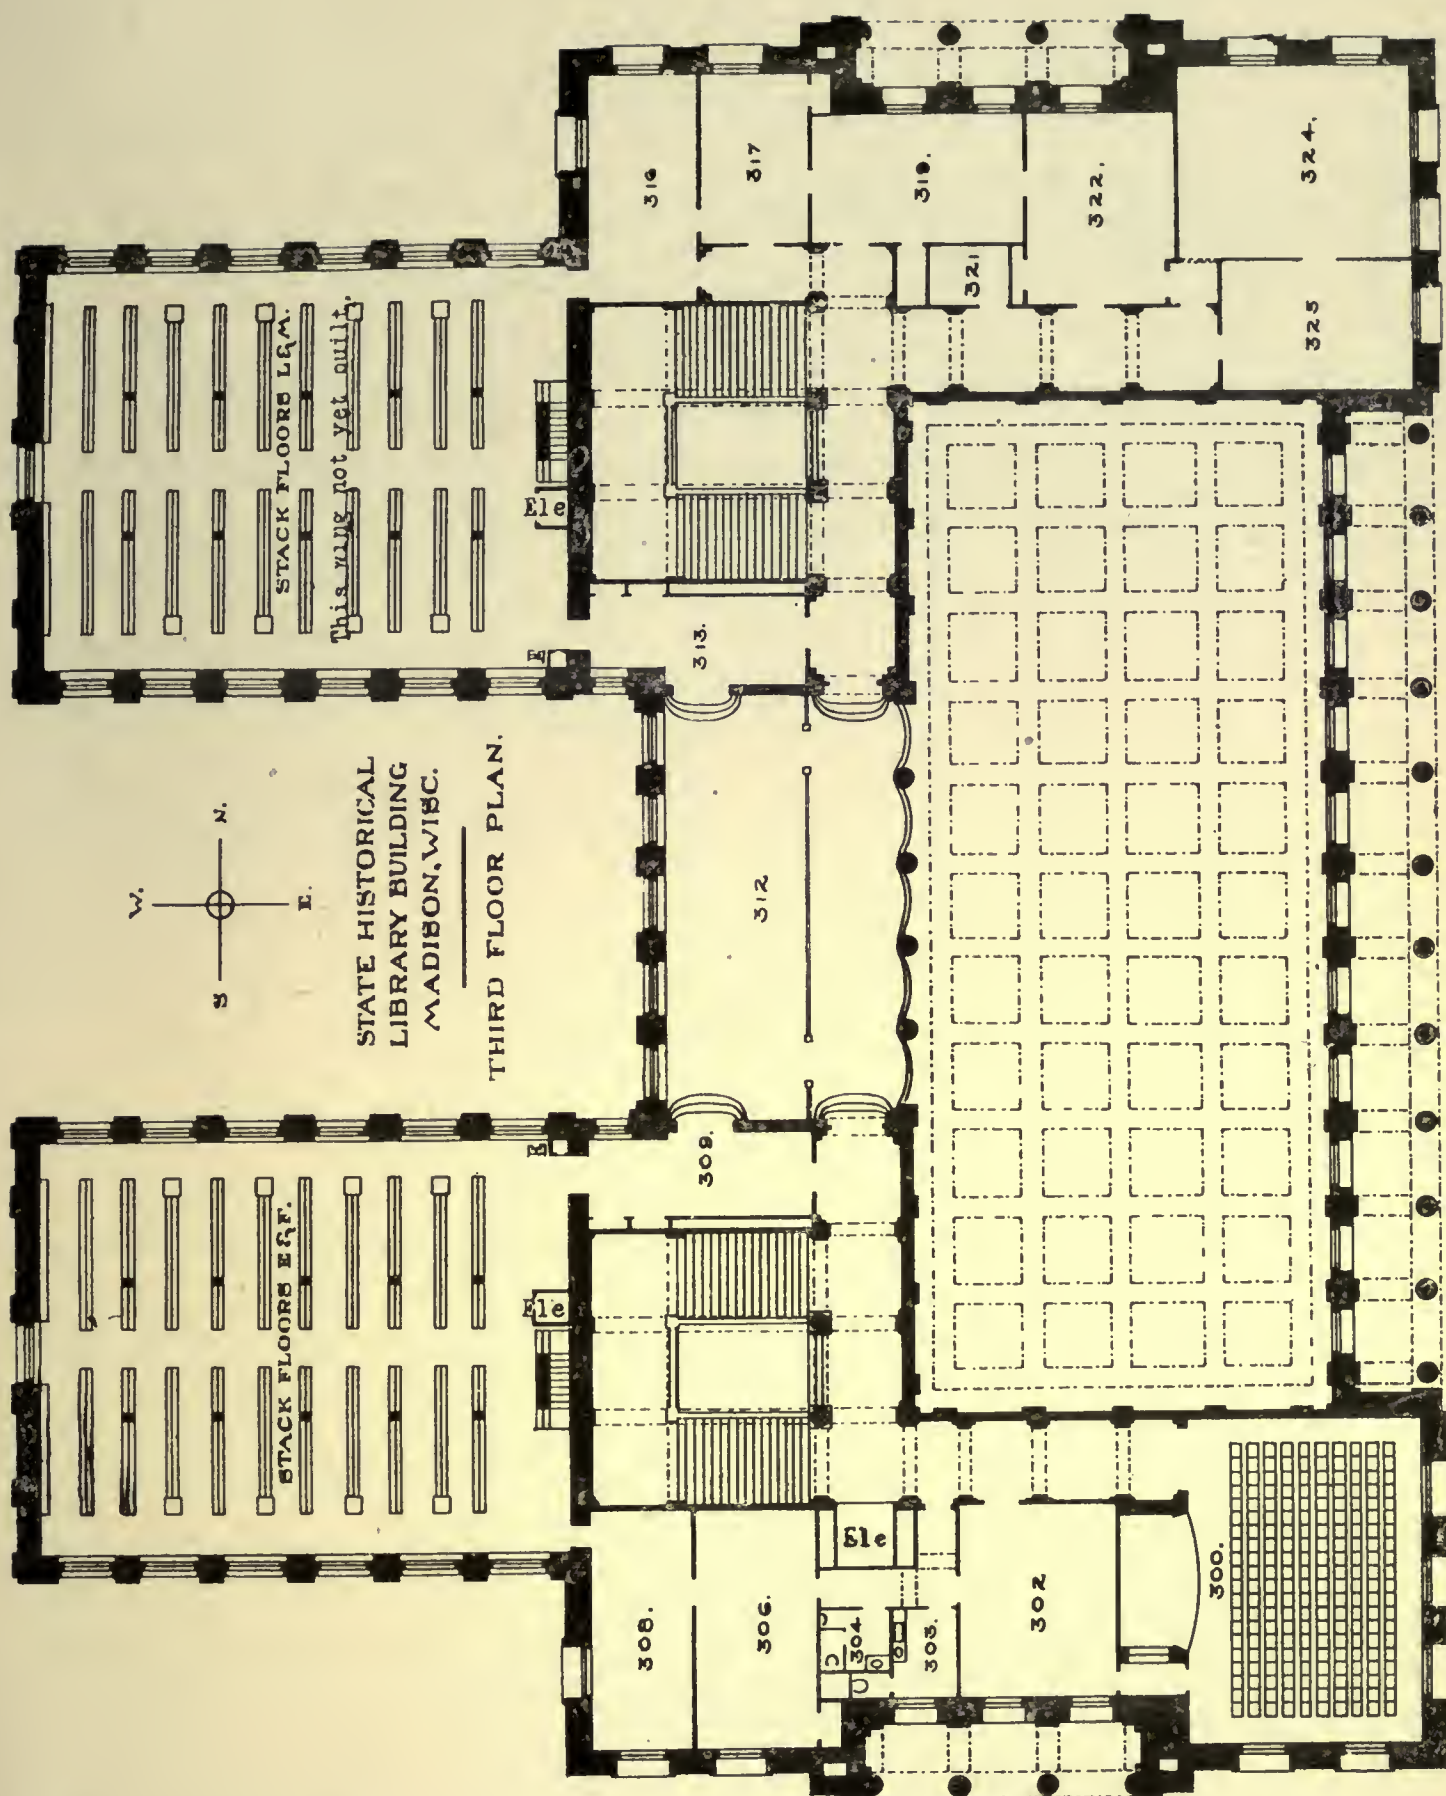 STATE HISTORICAL
LIBRARY BUILDING
MADISON, WISC.
THIRD FLOOR PLAN.
W.
N.
S
E.
STACK FLOORS L&M.
This wing not yet built.
Ele
E
STACK FLOORS E&F.
Ele
E
316
317
319.
321
322.
324.
325
313.
312
309.
308.
306.
Ele
304
303.
302
300.